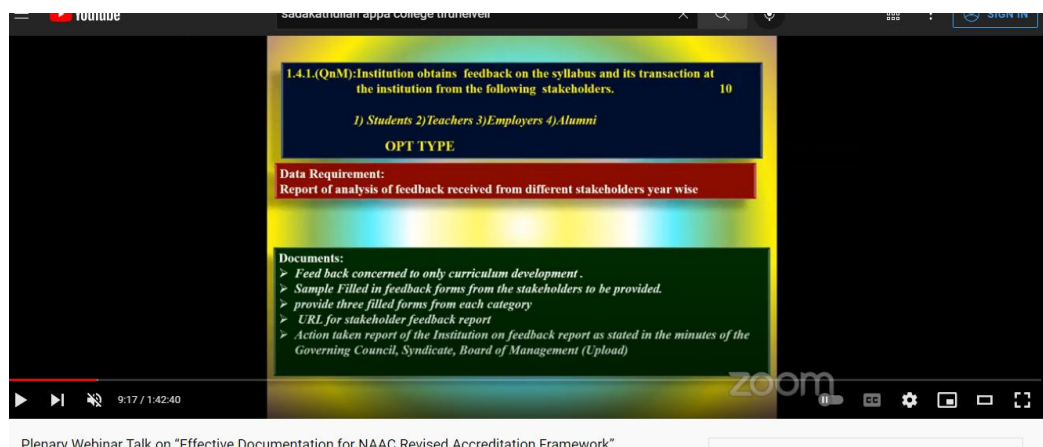 YouTube
sadakathullah appa college tirunelveli
SIGN IN
1.4.1.(QnM):Institution obtains feedback on the syllabus and its transaction at
the institution from the following stakeholders. 10
1) Students 2)Teachers 3)Employers 4)Alumni
OPT TYPE
Data Requirement:
Report of analysis of feedback received from different stakeholders year wise
Documents:
➢ Feed back concerned to only curriculum development .
➢ Sample Filled in feedback forms from the stakeholders to be provided.
➢ provide three filled forms from each category
➢ URL for stakeholder feedback report
➢ Action taken report of the Institution on feedback report as stated in the minutes of the
Governing Council, Syndicate, Board of Management (Upload)
zoom
9:17 / 1:42:40
CC
Plenary Webinar Talk on "Effective Documentation for NAAC Revised Accreditation Framework"